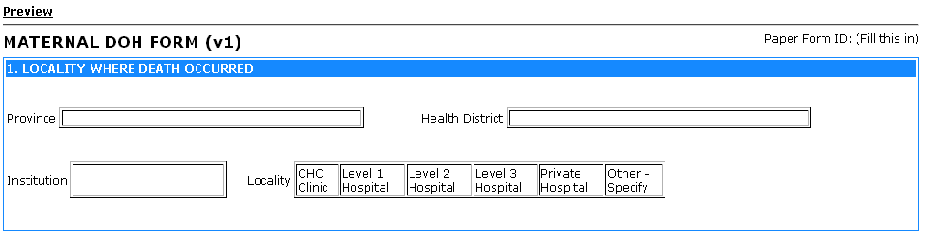 Preview
MATERNAL DOH FORM (v1)
Paper Form ID: (Fill this in)
1. LOCALITY WHERE DEATH OCCURRED
Province
Health District
Institution
Locality
CHC Clinic
Level 1 Hospital
Level 2 Hospital
Level 3 Hospital
Private Hospital
Other - Specify